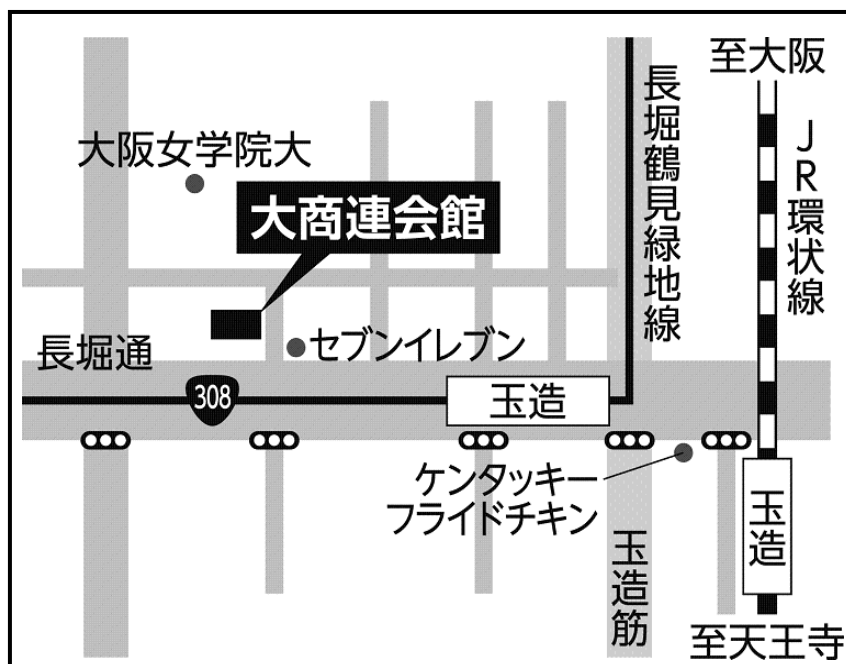 至大阪
大阪女学院大
大商連会館
長堀鶴見緑地線
JR環状線
長堀通
セブンイレブン
308
玉造
ケンタッキー
フライドチキン
玉造筋
玉造
至天王寺